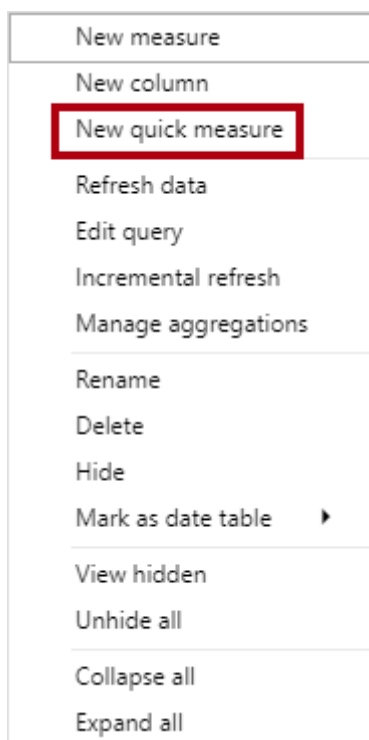 New measure
New column
New quick measure
Refresh data
Edit query
Incremental refresh
Manage aggregations
Rename
Delete
Hide
Mark as date table
View hidden
Unhide all
Collapse all
Expand all